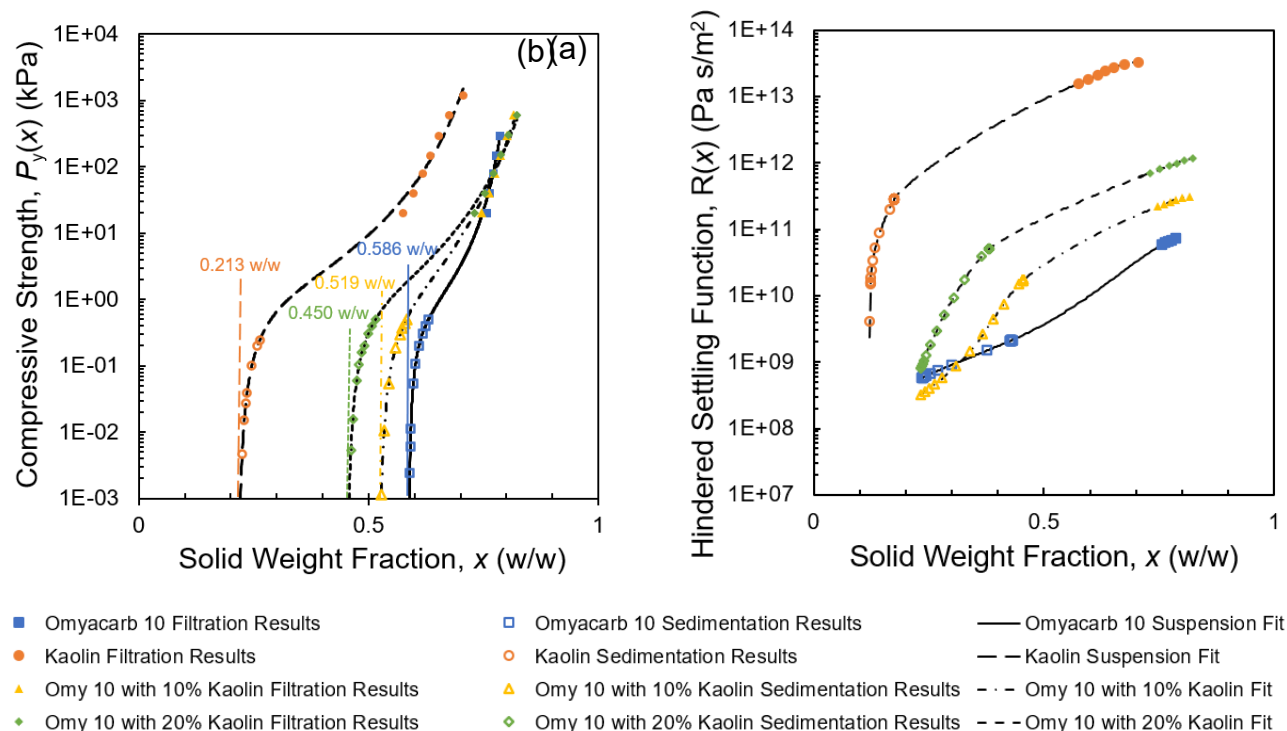 Compressive Strength, Py(x) (kPa)
1E+04
1E+03
1E+02
1E+01
1E+00
1E-01
1E-02
1E-03
(b)
(a)
0.213 w/w
0.450 w/w
0.519 w/w
0.586 w/w
0
0.5
1
Solid Weight Fraction, x (w/w)
Hindered Settling Function, R(x) (Pa s/m²)
1E+14
1E+13
1E+12
1E+11
1E+10
1E+09
1E+08
1E+07
0
0.5
1
Solid Weight Fraction, x (w/w)
Omyacarb 10 Filtration Results
Omyacarb 10 Sedimentation Results
Omyacarb 10 Suspension Fit
Kaolin Filtration Results
Kaolin Sedimentation Results
Kaolin Suspension Fit
Omy 10 with 10% Kaolin Filtration Results
Omy 10 with 10% Kaolin Sedimentation Results
Omy 10 with 10% Kaolin Fit
Omy 10 with 20% Kaolin Filtration Results
Omy 10 with 20% Kaolin Sedimentation Results
Omy 10 with 20% Kaolin Fit